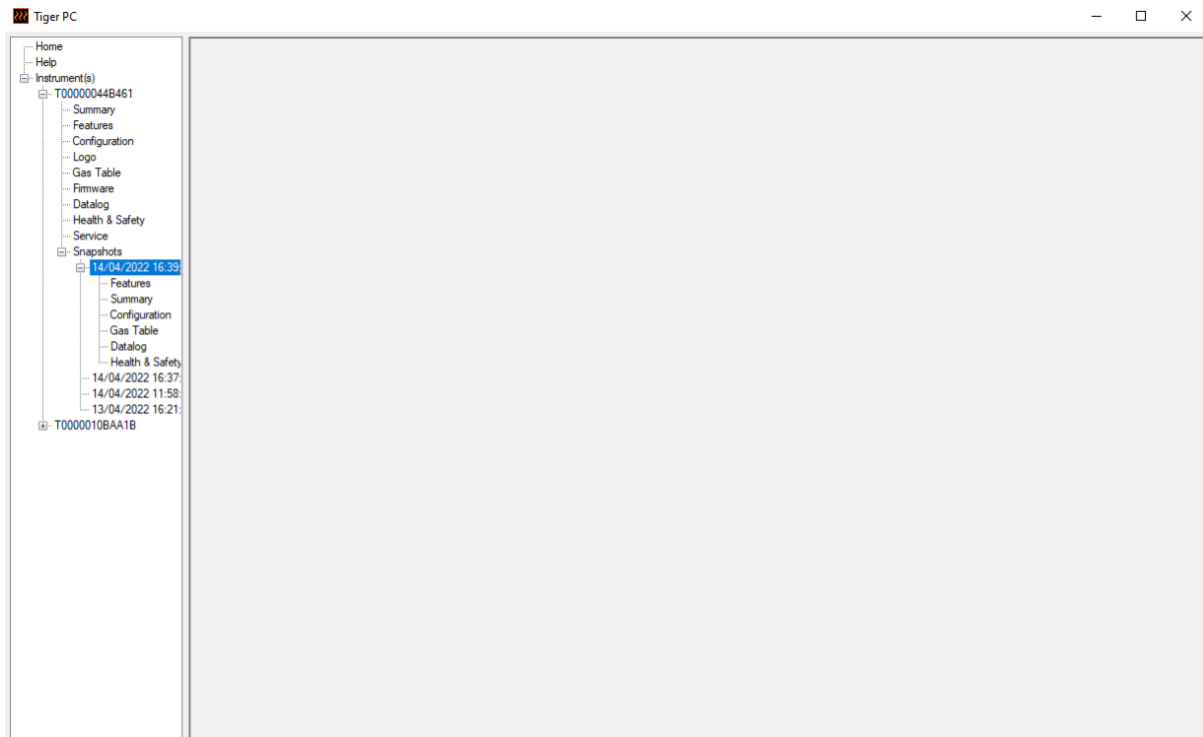 Tiger PC
Home
Help
Instrument(s)
T00000044B461
Summary
Features
Configuration
Logo
Gas Table
Firmware
Datalog
Health & Safety
Service
Snapshots
14/04/2022 16:39:
Features
Summary
Configuration
Gas Table
Datalog
Health & Safety
14/04/2022 16:37:
14/04/2022 11:58:
13/04/2022 16:21:
T0000010BAA1B